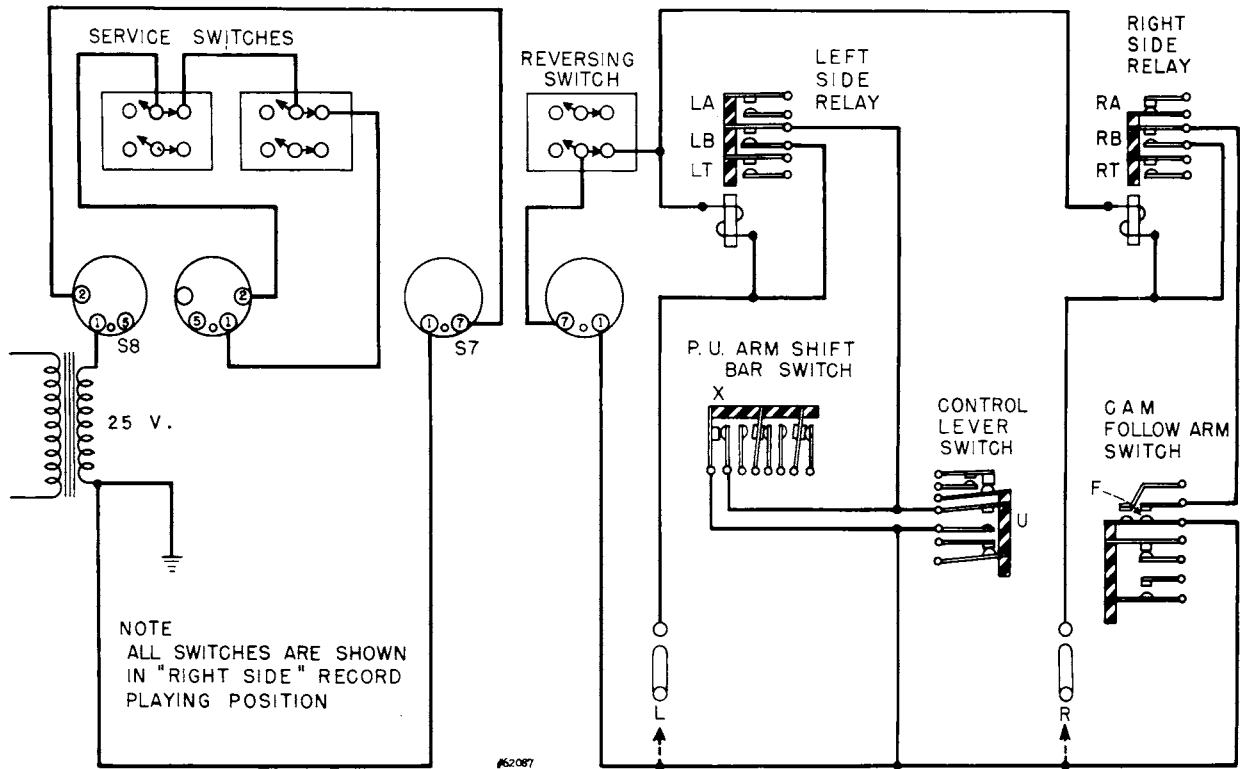 SERVICE SWITCHES
REVERSING
SWITCH
LEFT
SIDE
RELAY
RIGHT
SIDE
RELAY
LA
LB
LT
RA
RB
RT
2
1
5
S8
2
5
1
1
7
S7
7
1
25 V.
P. U. ARM SHIFT
BAR SWITCH
X
CONTROL
LEVER
SWITCH
U
CAM
FOLLOW ARM
SWITCH
F
NOTE
ALL SWITCHES ARE SHOWN
IN "RIGHT SIDE" RECORD
PLAYING POSITION
L
R
#62087